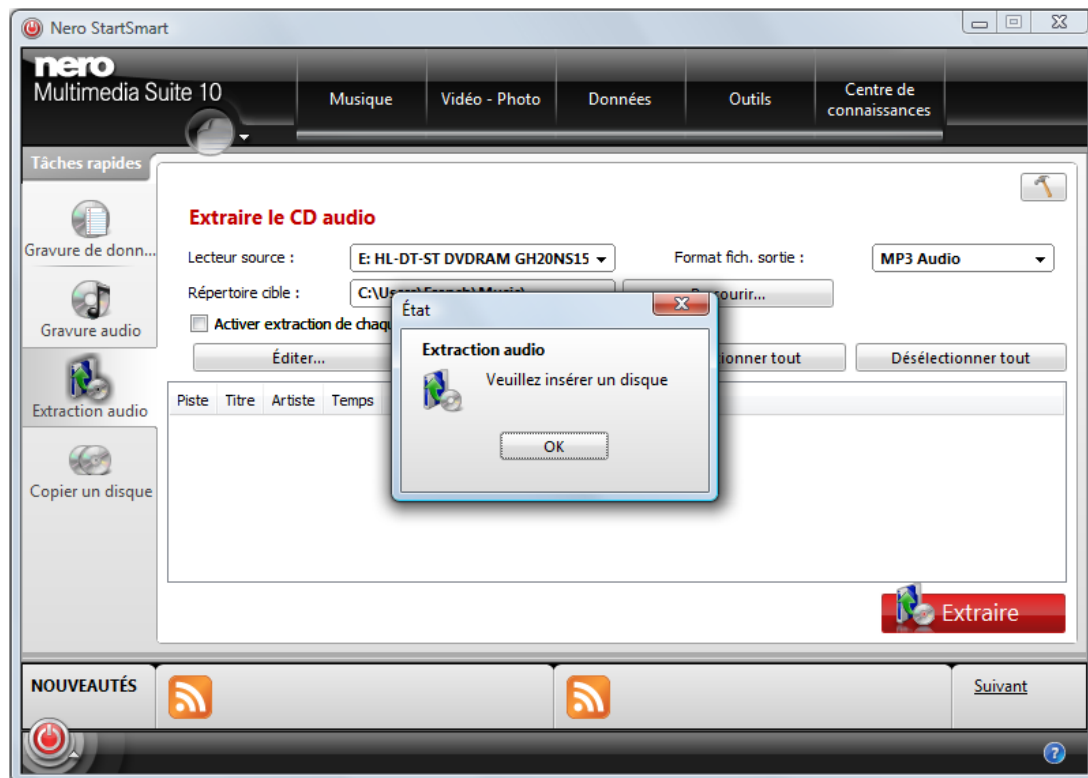 Nero StartSmart
nero
Multimedia Suite 10
Musique
Vidéo - Photo
Données
Outils
Centre de
connaissances
Tâches rapides
Gravure de donn...
Gravure audio
Extraction audio
Copier un disque
Extraire le CD audio
Lecteur source :
E: HL-DT-ST DVDRAM GH20NS15
Format fich. sortie :
MP3 Audio
Répertoire cible :
Activer extraction de
Éditer...
tout
Désélectionner tout
Piste Titre Artiste Temps
État
Extraction audio
Veuillez insérer un disque
OK
Extraire
NOUVEAUTÉS
Suivant
?